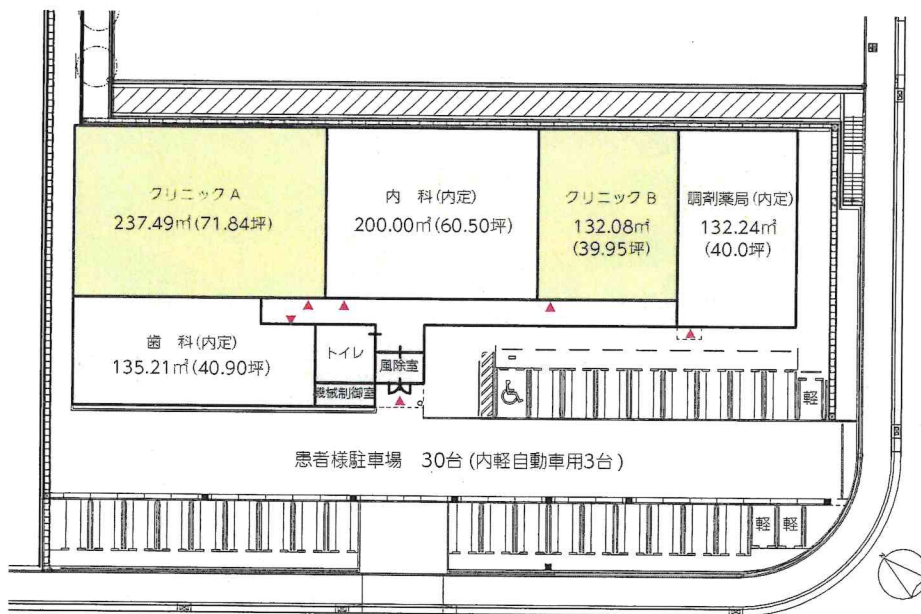 クリニック A
237.49㎡(71.84坪)
内 科(内定)
200.00㎡(60.50坪)
クリニック B
132.08㎡
(39.95坪)
調剤薬局(内定)
132.24㎡
(40.0坪)
歯 科(内定)
135.21㎡(40.90坪)
トイレ
機械制御室
風除室
軽
患者様駐車場 30台(内軽自動車用3台)
軽 軽